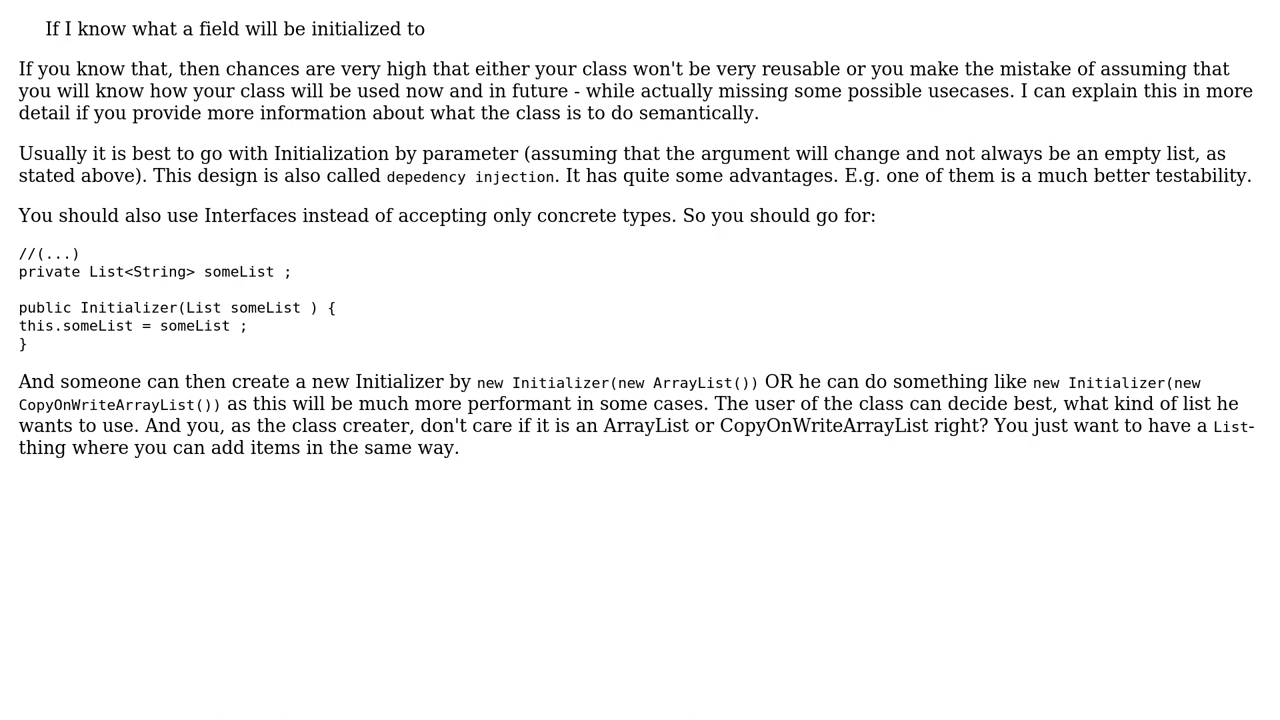 If I know what a field will be initialized to
If you know that, then chances are very high that either your class won't be very reusable or you make the mistake of assuming that
you will know how your class will be used now and in future - while actually missing some possible usecases. I can explain this in more
detail if you provide more information about what the class is to do semantically.
Usually it is best to go with Initialization by parameter (assuming that the argument will change and not always be an empty list, as
stated above). This design is also called depedency injection. It has quite some advantages. E.g. one of them is a much better testability.
You should also use Interfaces instead of accepting only concrete types. So you should go for:
//(...)
private List<String> someList ;
public Initializer(List someList ) {
this.someList = someList ;
}
And someone can then create a new Initializer by new Initializer(new ArrayList()) OR he can do something like new Initializer(new
CopyOnWriteArrayList()) as this will be much more performant in some cases. The user of the class can decide best, what kind of list he
wants to use. And you, as the class creater, don't care if it is an ArrayList or CopyOnWriteArrayList right? You just want to have a List-
thing where you can add items in the same way.